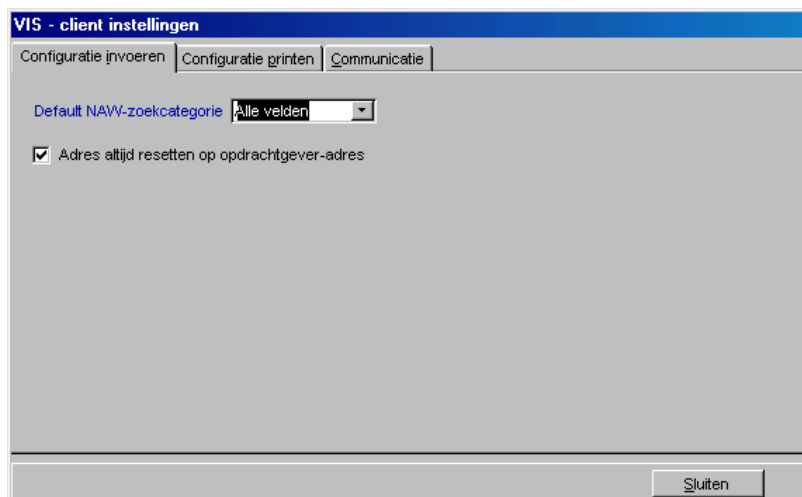 VIS - client instellingen
Configuratie invoeren Configuratie printen Communicatie
Default NAW-zoekcategorie Alle velden
Adres altijd resetten op opdrachtgever-adres
Sluiten